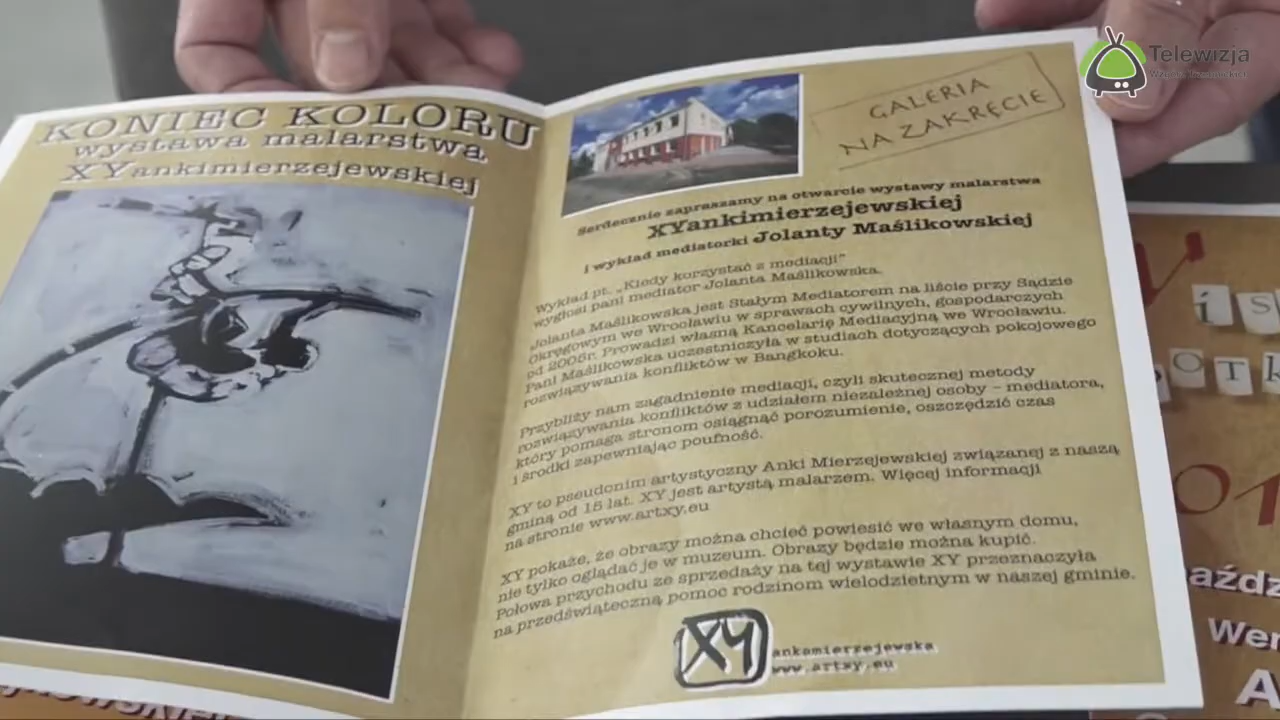 Telewizja
KONIEC KOLORU
wystawa malarstwa
XYankimierzejewskiej
GALERIA
NA ZAKRĘCIE
Serdecznie zapraszamy na otwarcie wystawy malarstwa
XYankimierzejewskiej
i wykład mediatorki Jolanty Maślikowskiej
Wykład pt. „Kiedy korzystać z mediacji”
wygłosi pani mediator Jolanta Maślikowska.
Jolanta Maślikowska jest Stałym Mediatorem na liście przy Sądzie
Okręgowym we Wrocławiu w sprawach cywilnych, gospodarczych
od 2006r. Prowadzi własną Kancelarię Mediacyjną we Wrocławiu.
Pani Maślikowska uczestniczyła w studiach dotyczących pokojowego
rozwiązywania konfliktów w Bangkoku.
Przybliży nam zagadnienie mediacji, czyli skutecznej metody
rozwiązywania konfliktów z udziałem niezależnej osoby – mediatora,
który pomaga stronom osiągnąć porozumienie, oszczędzić czas
i środki zapewniając poufność.
XY to pseudonim artystyczny Anki Mierzejewskiej związanej z naszą
gminą od 15 lat. XY jest artystą malarzem. Więcej informacji
na stronie www.artxy.eu
XY pokaże, że obrazy można chcieć powiesić we własnym domu,
nie tylko oglądać je w muzeum. Obrazy będzie można kupić.
Połowa przychodu ze sprzedaży na tej wystawie XY przeznaczyła
na przedświąteczną pomoc rodzinom wielodzietnym w naszej gminie.
XY
ankamierzejewska
www.artxy.eu